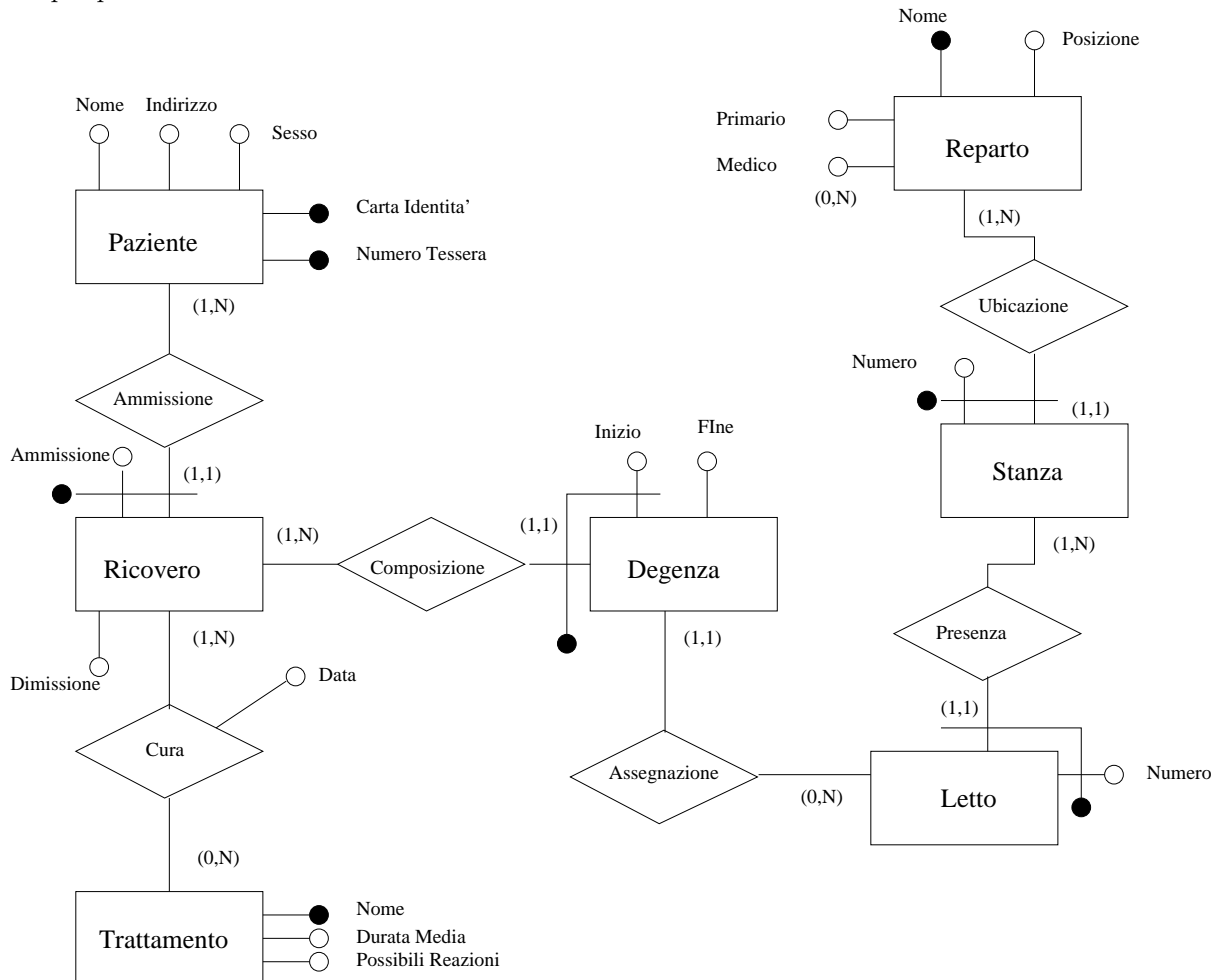 Nome
Posizione
Nome Indirizzo
Sesso
Primario
Medico
(0,N)
Reparto
(1,N)
Carta Identita'
Numero Tessera
Paziente
(1,N)
Ubicazione
Numero
(1,1)
Ammissione
Ammissione
(1,1)
Inizio
FIne
Stanza
(1,N)
Ricovero
(1,N)
Composizione
(1,1)
Degenza
(1,1)
(1,N)
Presenza
Dimissione
Data
Cura
(1,1)
Assegnazione
(0,N)
Letto
Numero
(0,N)
Trattamento
Nome
Durata Media
Possibili Reazioni